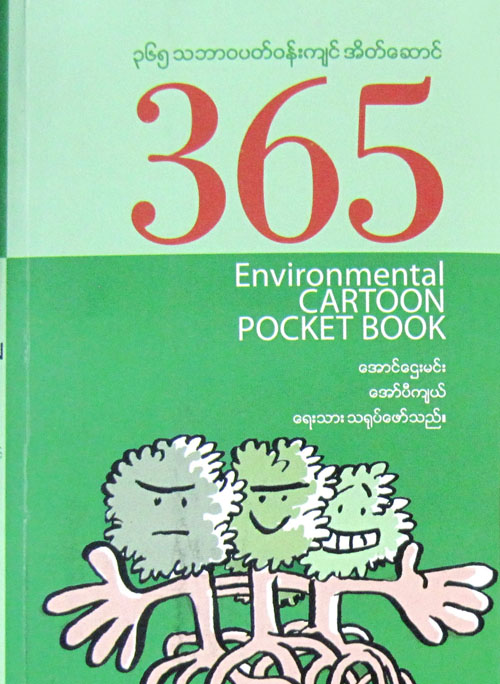 ၃၆၅ သဘာဝပတ်ဝန်းကျင် အိတ်ဆောင်
365
Environmental
CARTOON
POCKET BOOK
အောင်ဌေးမင်း
အော်ပီကျယ်
ရေးသား သရုပ်ဖော်သည်။